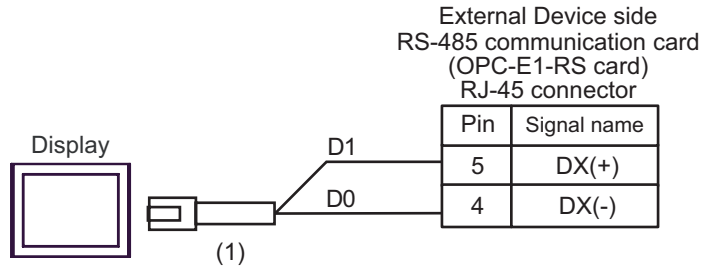 External Device side
RS-485 communication card
(OPC-E1-RS card)
RJ-45 connector
Pin Signal name
Display
D1
5 DX(+)
D0
4 DX(-)
(1)